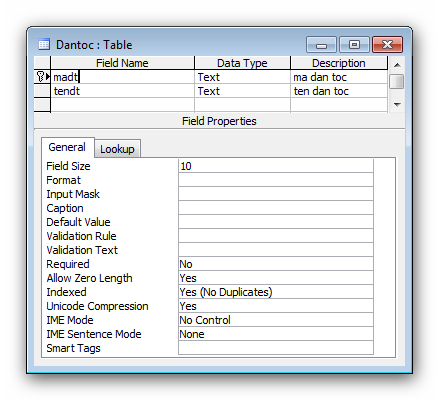 Dantoc : Table
Field Name Data Type Description
madt Text ma dan toc
tendt Text ten dan toc
Field Properties
General Lookup
Field Size 10
Format
Input Mask
Caption
Default Value
Validation Rule
Validation Text
Required No
Allow Zero Length Yes
Indexed Yes (No Duplicates)
Unicode Compression Yes
IME Mode No Control
IME Sentence Mode None
Smart Tags